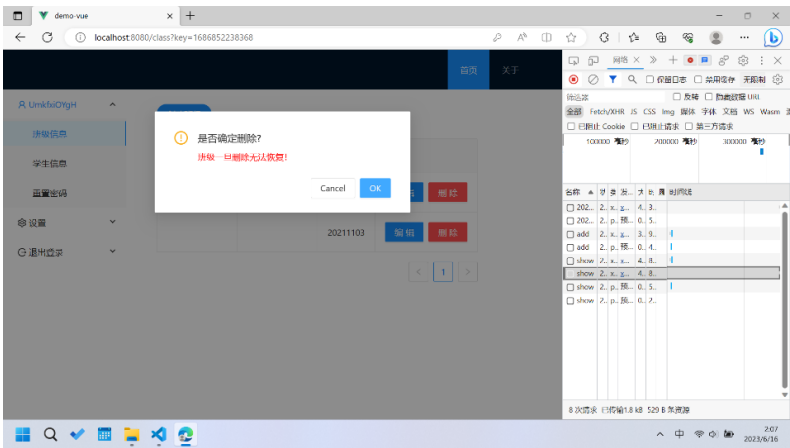 demo-vue
localhost:8080/class?key=1686852238368
首页
关于
UmkfxiOYgH
班级信息
学生信息
重置密码
设置
退出登录
是否确定删除?
班级一旦删除无法恢复!
Cancel
OK
删 除
20211103
编 辑
删 除
1
网络
保留日志
禁用缓存
无限制
筛选器
反转
隐藏数据 URL
全部 Fetch/XHR JS CSS Img 媒体 字体 文档 WS Wasm
已阻止 Cookie
已阻止请求
第三方请求
100000 毫秒
200000 毫秒
300000 毫秒
名称
时间线
202...
202...
add
add
show
show
show
show
8 次请求
已传输1.8 kB
529 B 条资源
中
2:07
2023/6/16